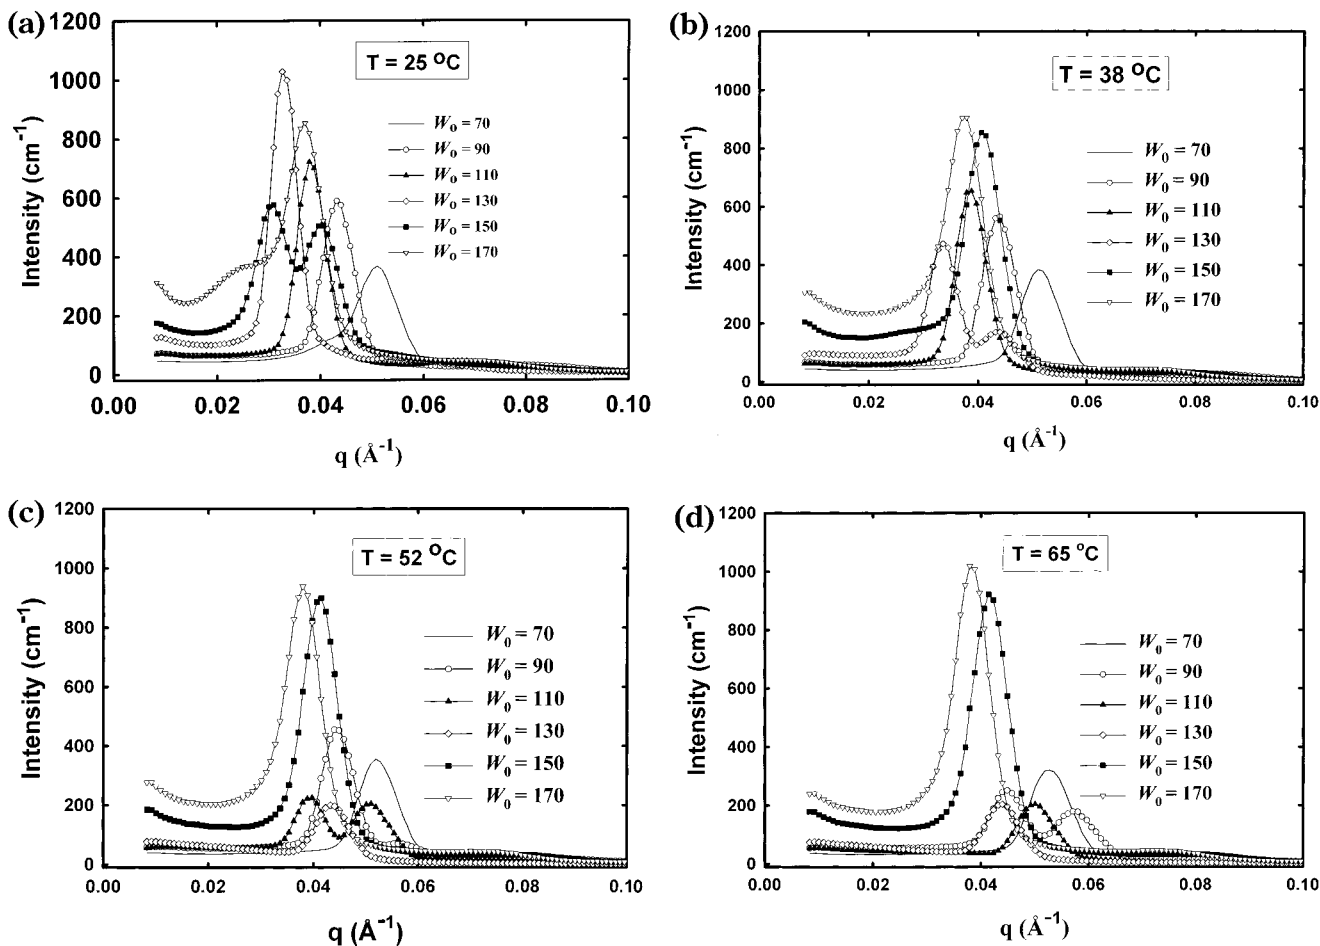 (a)
T = 25 °C
W₀ = 70
W₀ = 90
W₀ = 110
W₀ = 130
W₀ = 150
W₀ = 170
Intensity (cm⁻¹)
1200
1000
800
600
400
200
0
0.00 0.02 0.04 0.06 0.08 0.10
q (Å⁻¹)
(b)
T = 38 °C
W₀ = 70
W₀ = 90
W₀ = 110
W₀ = 130
W₀ = 150
W₀ = 170
Intensity (cm⁻¹)
1200
1000
800
600
400
200
0
0.00 0.02 0.04 0.06 0.08 0.10
q (Å⁻¹)
(c)
T = 52 °C
W₀ = 70
W₀ = 90
W₀ = 110
W₀ = 130
W₀ = 150
W₀ = 170
Intensity (cm⁻¹)
1200
1000
800
600
400
200
0
0.00 0.02 0.04 0.06 0.08 0.10
q (Å⁻¹)
(d)
T = 65 °C
W₀ = 70
W₀ = 90
W₀ = 110
W₀ = 130
W₀ = 150
W₀ = 170
Intensity (cm⁻¹)
1200
1000
800
600
400
200
0
0.00 0.02 0.04 0.06 0.08 0.10
q (Å⁻¹)